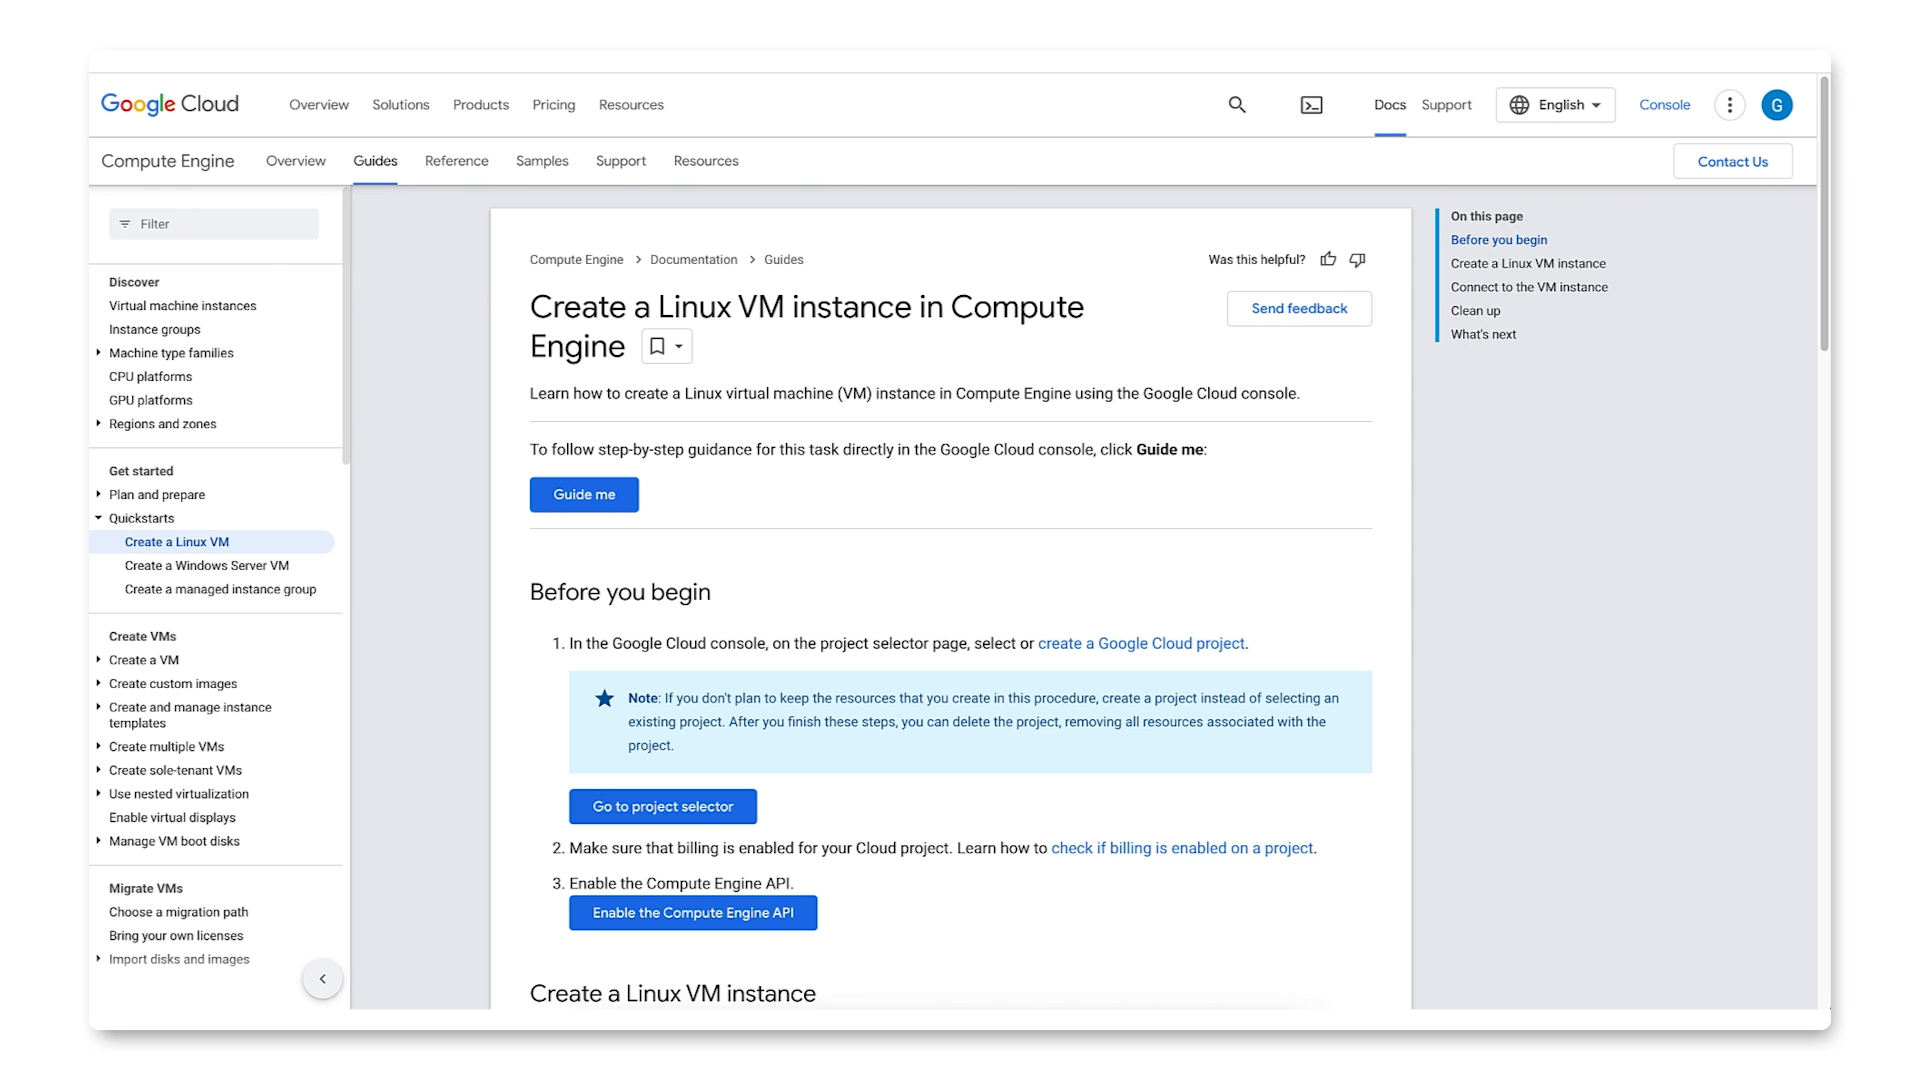 Google Cloud Overview Solutions Products Pricing Resources Docs Support English Console G
Compute Engine Overview Guides Reference Samples Support Resources Contact Us
Filter
Discover
Virtual machine instances
Instance groups
Machine type families
CPU platforms
GPU platforms
Regions and zones
Get started
Plan and prepare
Quickstarts
Create a Linux VM
Create a Windows Server VM
Create a managed instance group
Create VMs
Create a VM
Create custom images
Create and manage instance
templates
Create multiple VMs
Create sole-tenant VMs
Use nested virtualization
Enable virtual displays
Manage VM boot disks
Migrate VMs
Choose a migration path
Bring your own licenses
Import disks and images
Compute Engine > Documentation > Guides
Was this helpful?
Create a Linux VM instance in Compute
Engine
Send feedback
Learn how to create a Linux virtual machine (VM) instance in Compute Engine using the Google Cloud console.
To follow step-by-step guidance for this task directly in the Google Cloud console, click Guide me:
Guide me
Before you begin
1. In the Google Cloud console, on the project selector page, select or create a Google Cloud project.
Note: If you don't plan to keep the resources that you create in this procedure, create a project instead of selecting an
existing project. After you finish these steps, you can delete the project, removing all resources associated with the
project.
Go to project selector
2. Make sure that billing is enabled for your Cloud project. Learn how to check if billing is enabled on a project.
3. Enable the Compute Engine API.
Enable the Compute Engine API
Create a Linux VM instance
On this page
Before you begin
Create a Linux VM instance
Connect to the VM instance
Clean up
What's next